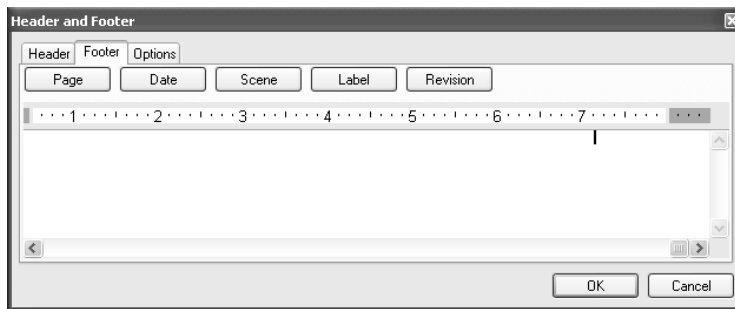 Header and Footer
Header Footer Options
Page Date Scene Label Revision
1 2 3 4 5 6 7
OK Cancel